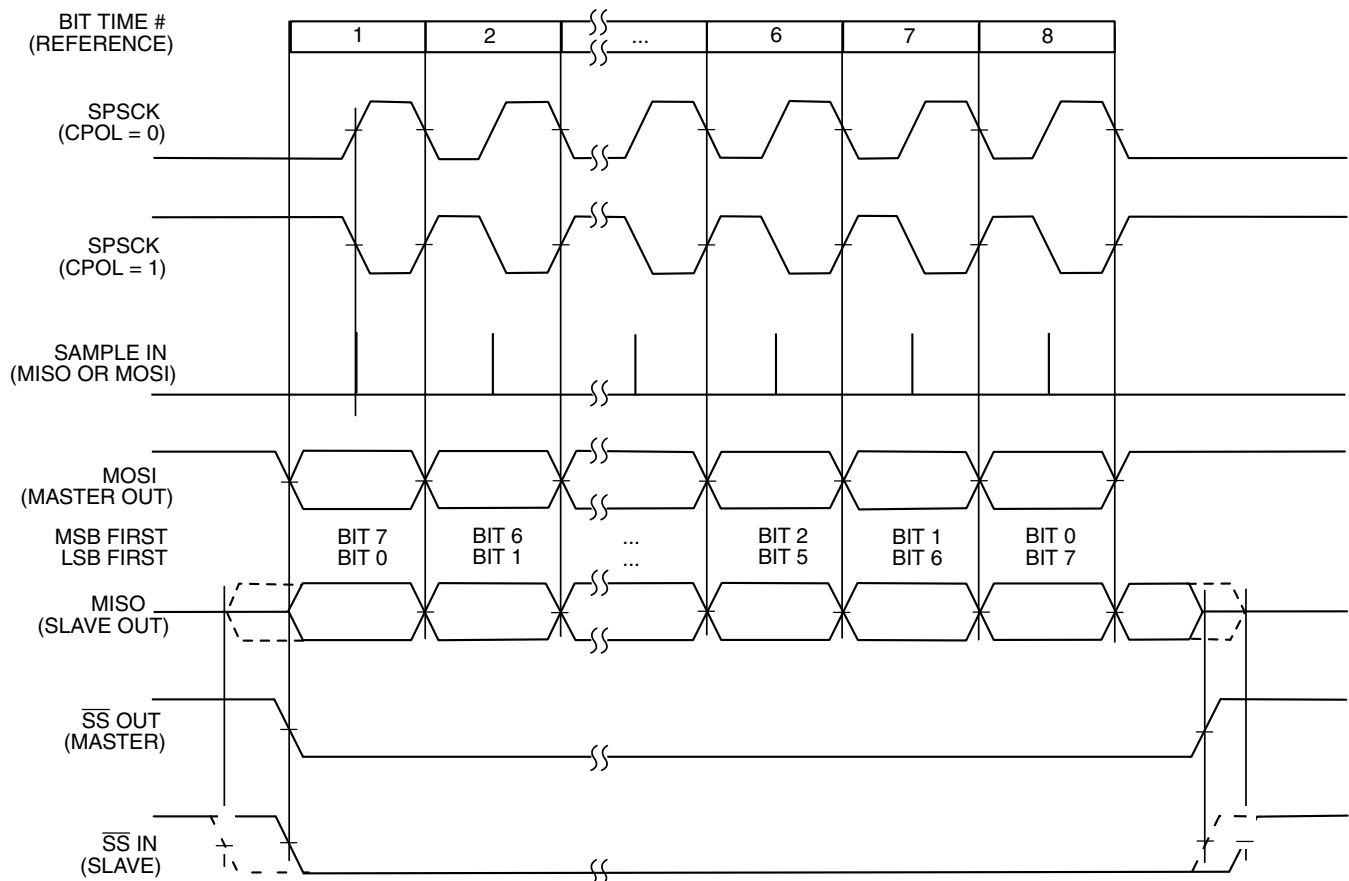 BIT TIME #
(REFERENCE)
1 2 ... 6 7 8
SPSCK
(CPOL = 0)
SPSCK
(CPOL = 1)
SAMPLE IN
(MISO OR MOSI)
MOSI
(MASTER OUT)
MSB FIRST BIT 7 BIT 6 ... BIT 2 BIT 1 BIT 0
LSB FIRST BIT 0 BIT 1 ... BIT 5 BIT 6 BIT 7
MISO
(SLAVE OUT)
S̅S̅ OUT
(MASTER)
S̅S̅ IN
(SLAVE)